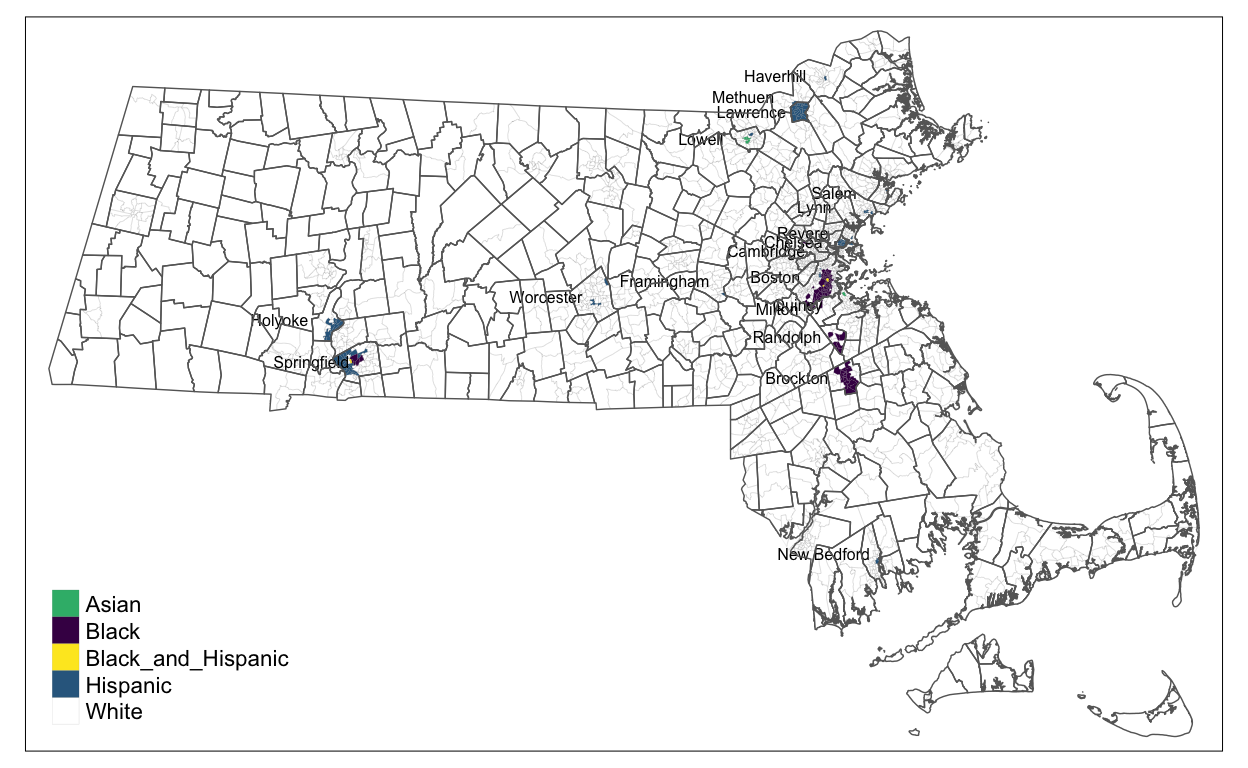 Haverhill
Methuen
Lawrence
Lowell
Salem
Lynn
Revere
Chelsea
Cambridge
Boston
Framingham
Worcester
Quincy
Milton
Holyoke
Randolph
Springfield
Brockton
New Bedford
Asian
Black
Black_and_Hispanic
Hispanic
White